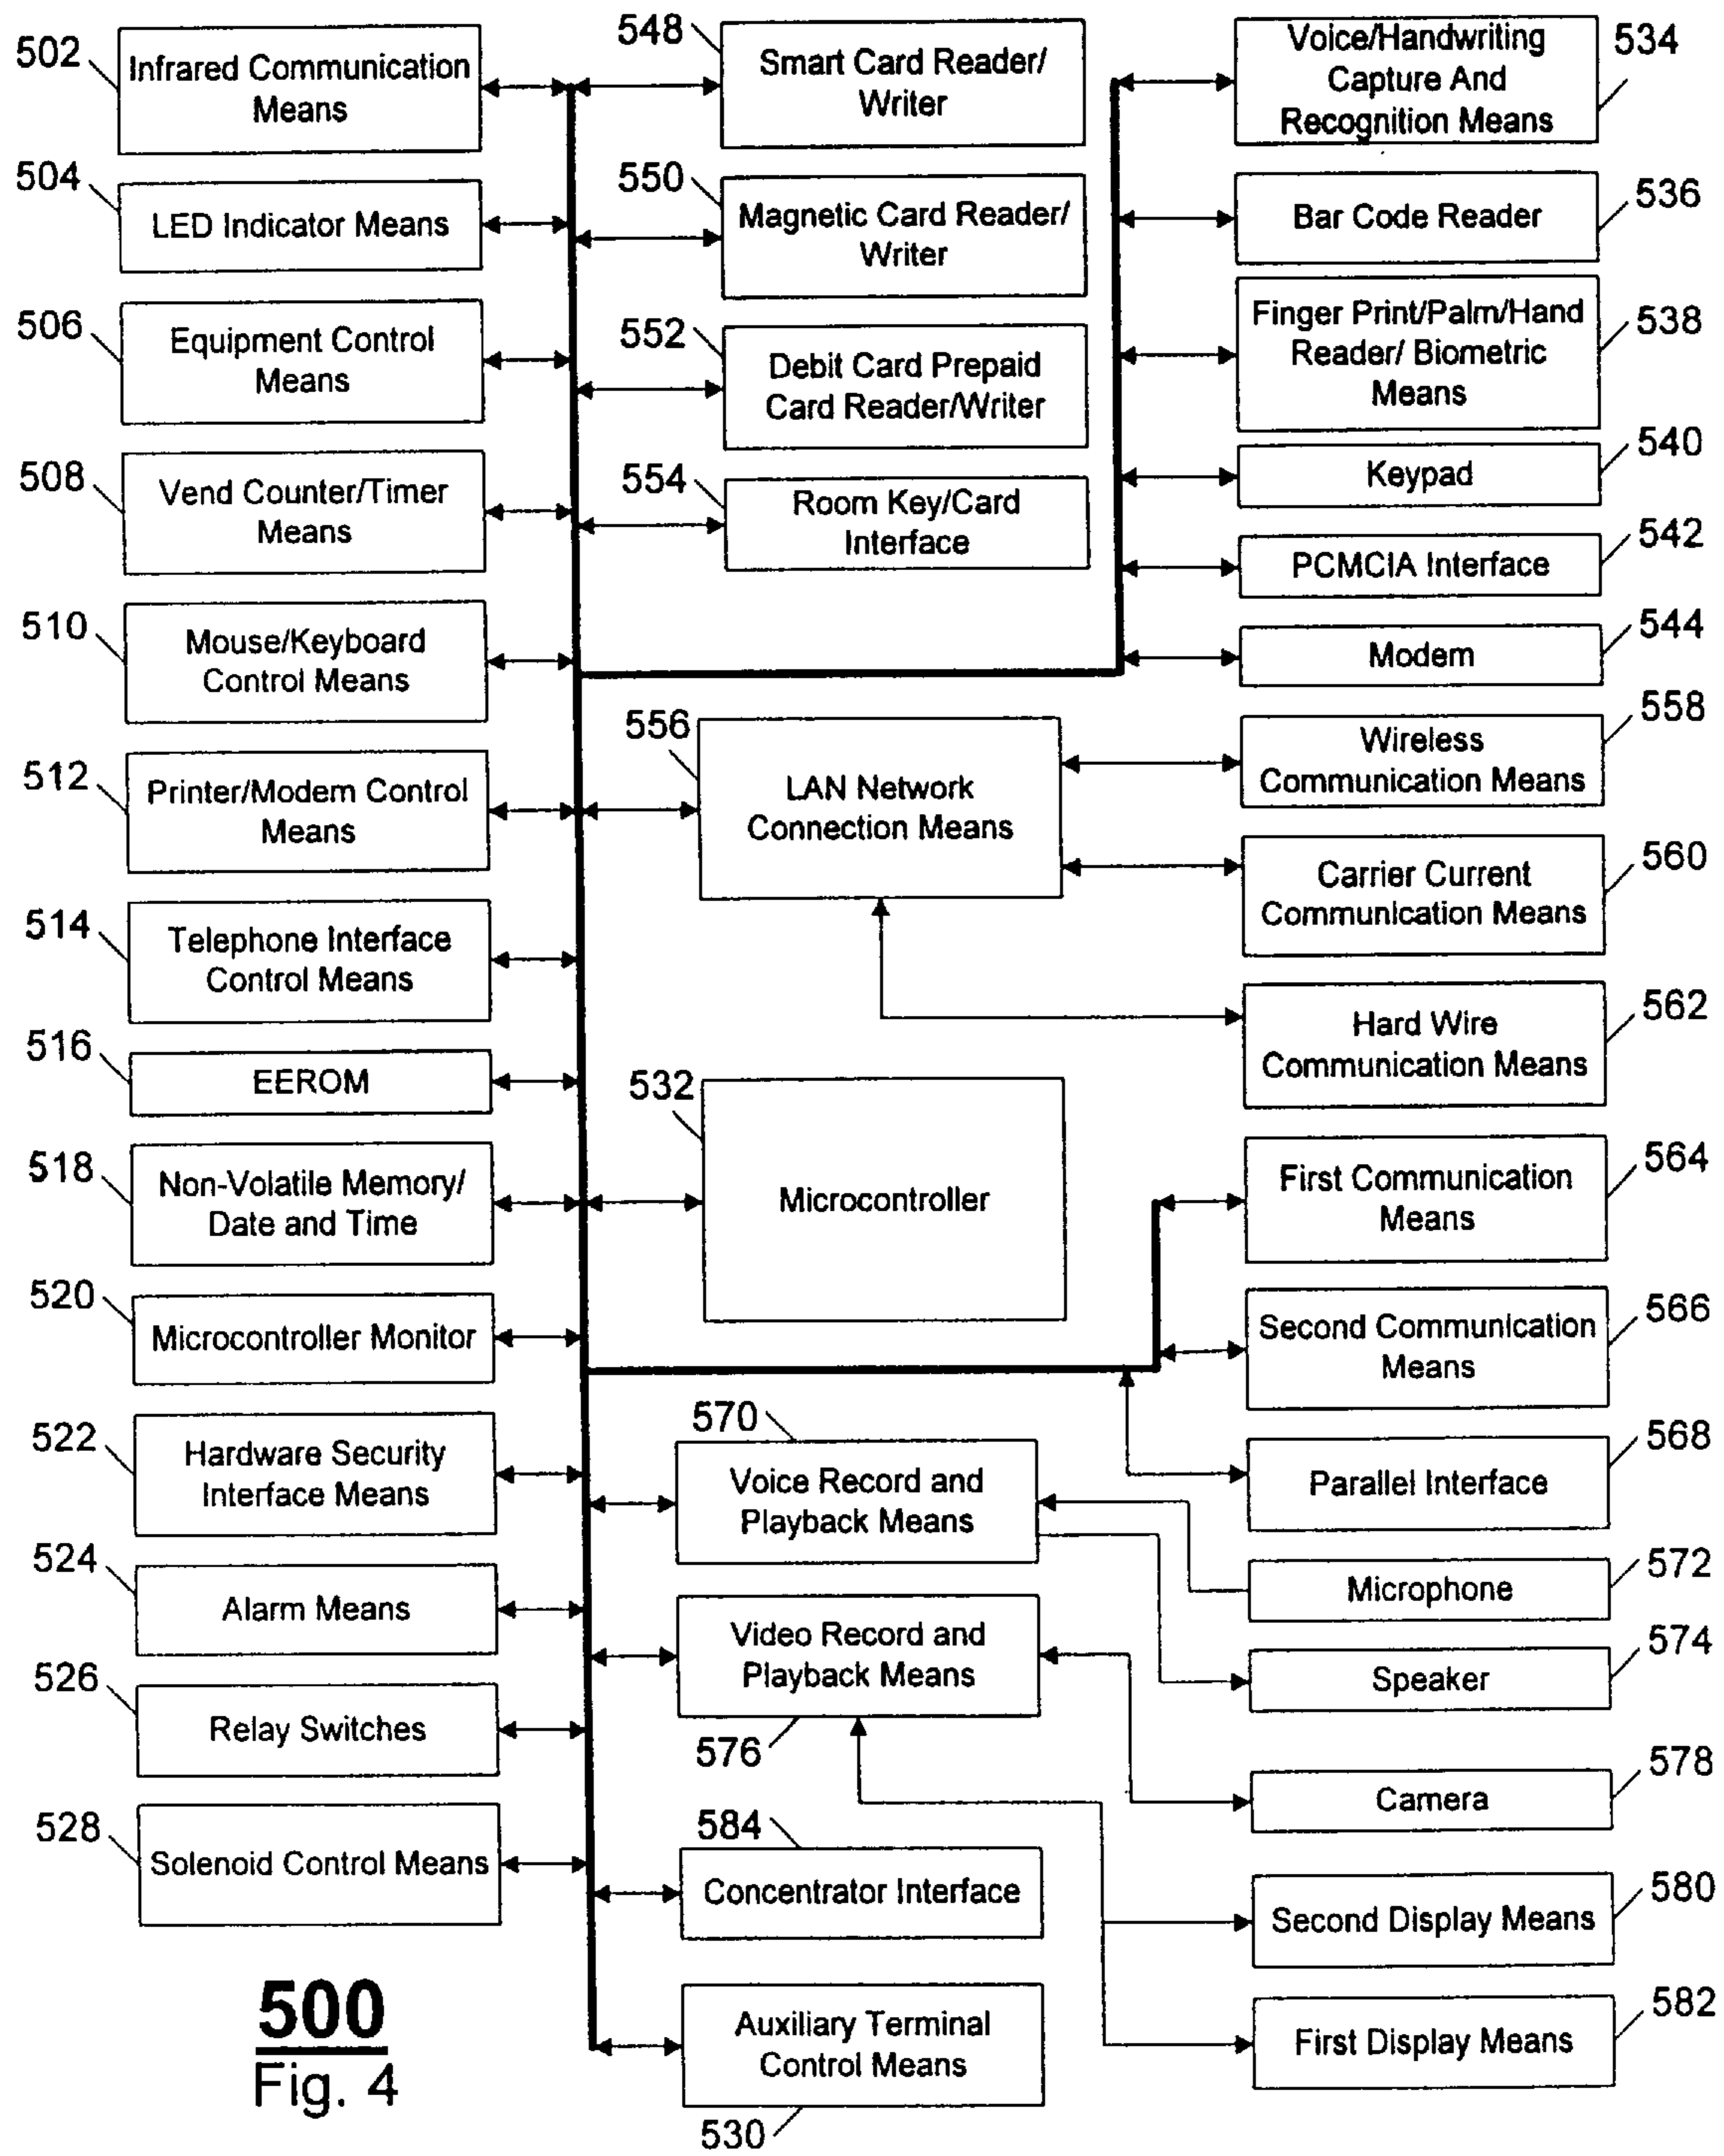 502
Infrared Communication
Means
504
LED Indicator Means
506
Equipment Control
Means
508
Vend Counter/Timer
Means
510
Mouse/Keyboard
Control Means
512
Printer/Modem Control
Means
514
Telephone Interface
Control Means
516
EEROM
518
Non-Volatile Memory/
Date and Time
520
Microcontroller Monitor
522
Hardware Security
Interface Means
524
Alarm Means
526
Relay Switches
528
Solenoid Control Means
548
Smart Card Reader/
Writer
550
Magnetic Card Reader/
Writer
552
Debit Card Prepaid
Card Reader/Writer
554
Room Key/Card
Interface
556
LAN Network
Connection Means
532
Microcontroller
570
Voice Record and
Playback Means
Video Record and
Playback Means
576
584
Concentrator Interface
Auxiliary Terminal
Control Means
530
Voice/Handwriting
Capture And
Recognition Means
534
Bar Code Reader
536
Finger Print/Palm/Hand
Reader/ Biometric
Means
538
Keypad
540
PCMCIA Interface
542
Modem
544
Wireless
Communication Means
558
Carrier Current
Communication Means
560
Hard Wire
Communication Means
562
First Communication
Means
564
Second Communication
Means
566
Parallel Interface
568
Microphone
572
Speaker
574
Camera
578
Second Display Means
580
First Display Means
582
500
Fig. 4